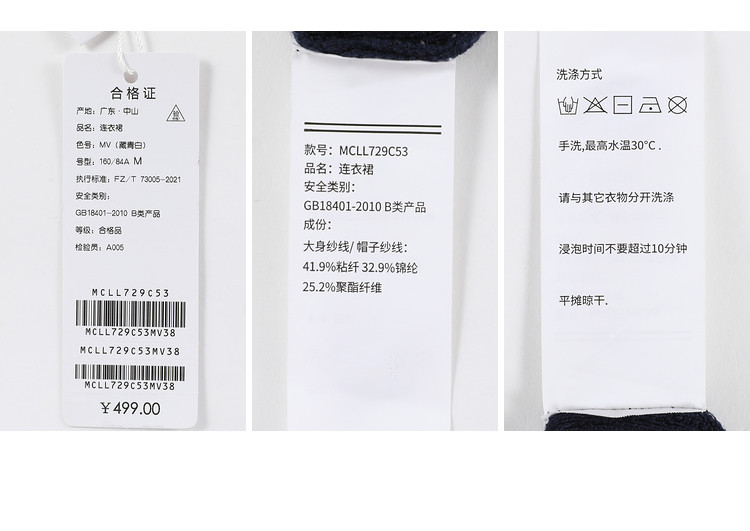 合格证
产地：广东·中山
品名：连衣裙
色号：MV（藏青白）
号型：160/84A M
执行标准：FZ/T 73005-2021
安全类别：
GB18401-2010 B类产品
等级：合格品
检验员：A005
MCLL729C53
MCLL729C53MV38
MCLL729C53MV38
MCLL729C53MV38
￥499.00
款号：MCLL729C53
品名：连衣裙
安全类别：
GB18401-2010 B类产品
成份：
大身纱线/ 帽子纱线：
41.9%粘纤 32.9%锦纶
25.2%聚酯纤维
洗涤方式
手洗,最高水温30℃ .
请与其它衣物分开洗涤
浸泡时间不要超过10分钟
平摊晾干.